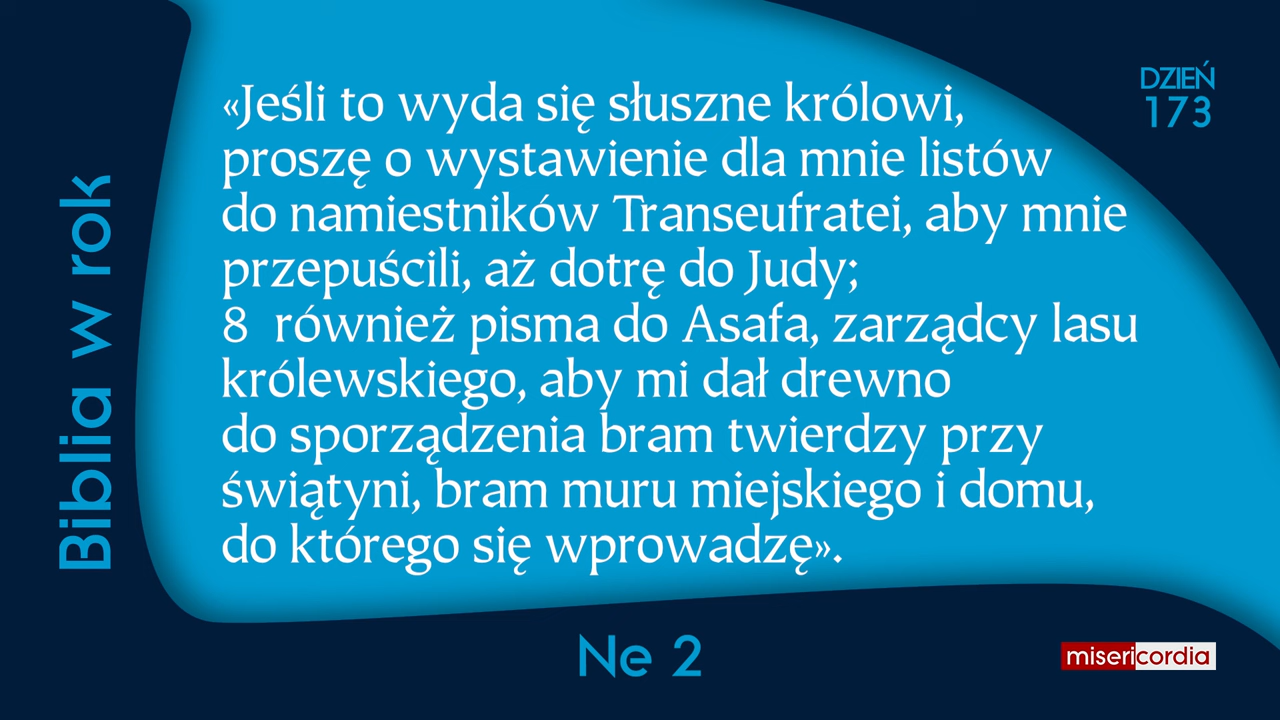 DZIEŃ
173
Biblia w rok
«Jeśli to wyda się słuszne królowi,
proszę o wystawienie dla mnie listów
do namiestników Transeufratei, aby mnie
przepuścili, aż dotrę do Judy;
8  również pisma do Asafa, zarządcy lasu
królewskiego, aby mi dał drewno
do sporządzenia bram twierdzy przy
świątyni, bram muru miejskiego i domu,
do którego się wprowadzę».
Ne 2
misericordia